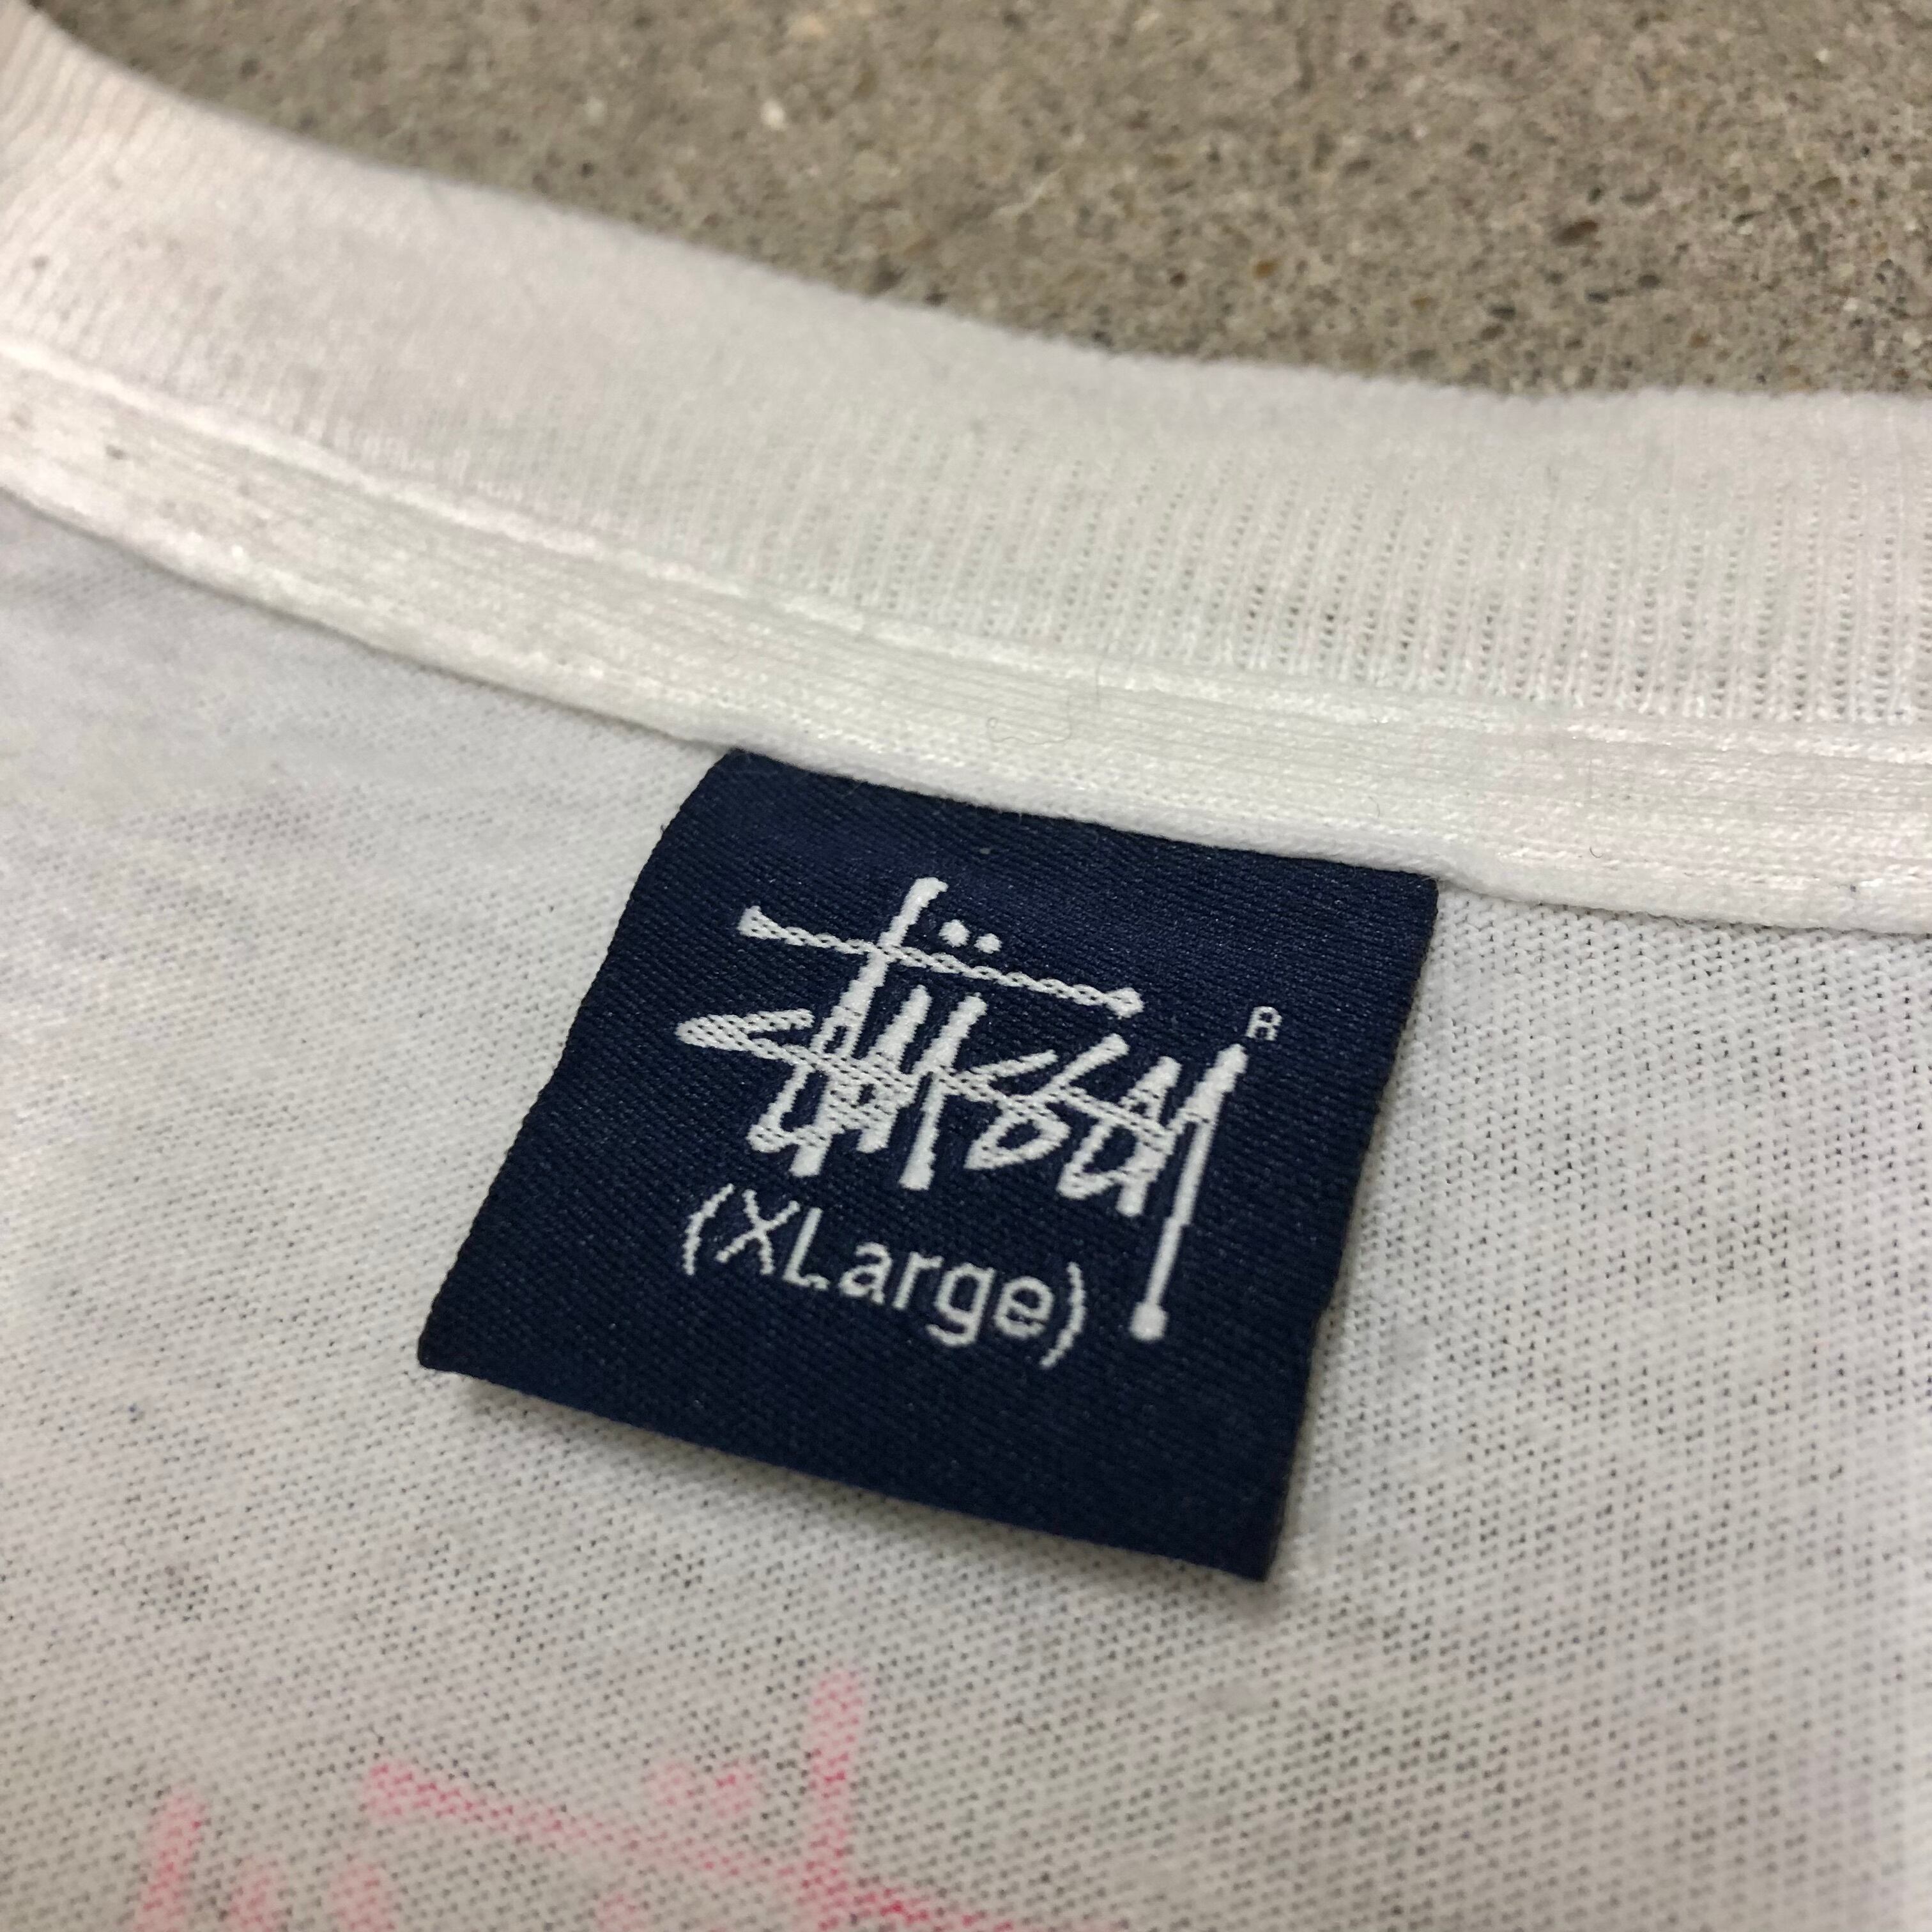 Stüssy ®
(XLarge)